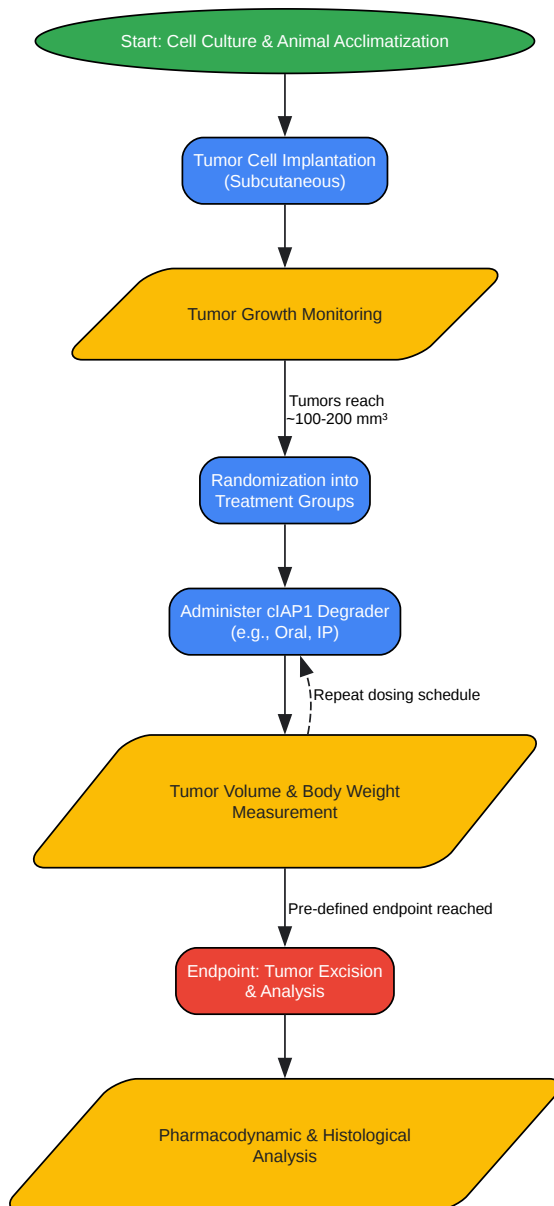 Start: Cell Culture & Animal Acclimatization
Tumor Cell Implantation
(Subcutaneous)
Tumor Growth Monitoring
Tumors reach
~100-200 mm³
Randomization into
Treatment Groups
Administer cIAP1 Degrader
(e.g., Oral, IP)
Repeat dosing schedule
Tumor Volume & Body Weight
Measurement
Pre-defined endpoint reached
Endpoint: Tumor Excision
& Analysis
Pharmacodynamic & Histological
Analysis